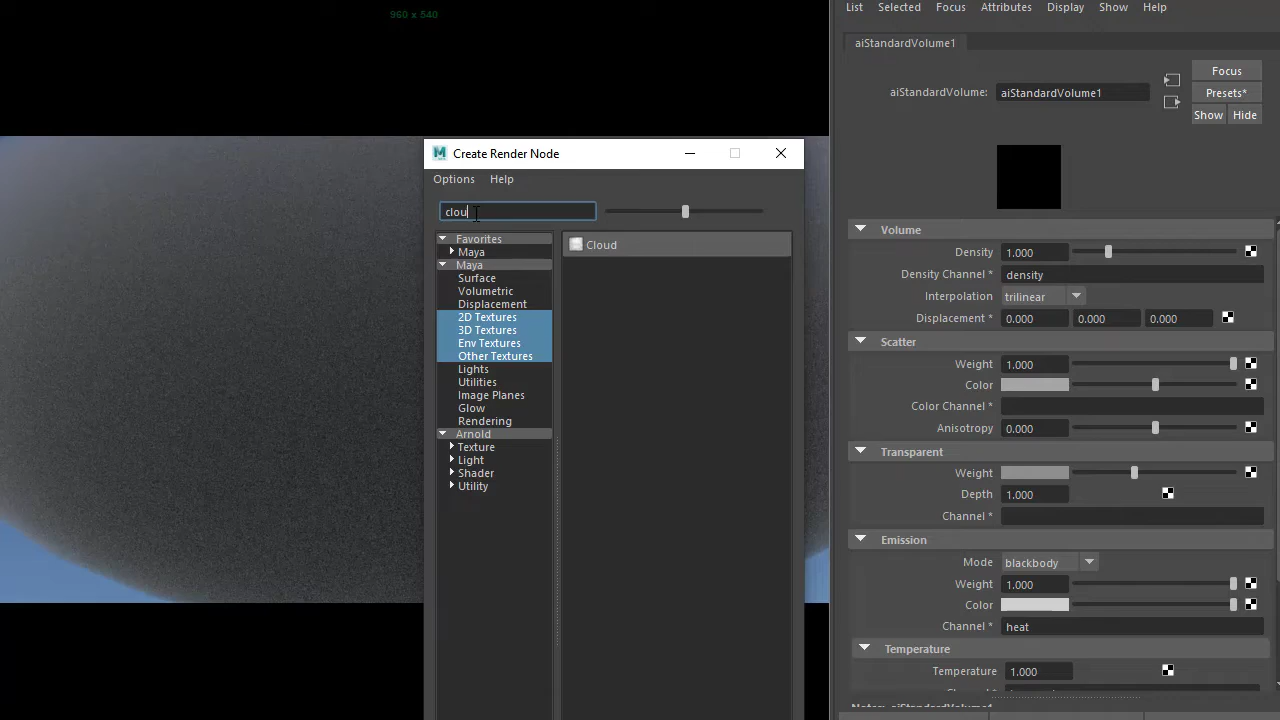 960 x 540
List Selected Focus Attributes Display Show Help
aiStandardVolume1
aiStandardVolume: aiStandardVolume1
Focus
Presets*
Show Hide
Create Render Node
Options Help
clou
Favorites
Maya
Maya
Surface
Volumetric
Displacement
2D Textures
3D Textures
Env Textures
Other Textures
Lights
Utilities
Image Planes
Glow
Rendering
Arnold
Texture
Light
Shader
Utility
Cloud
Volume
Density 1.000
Density Channel * density
Interpolation trilinear
Displacement * 0.000 0.000 0.000
Scatter
Weight 1.000
Color
Color Channel *
Anisotropy 0.000
Transparent
Weight
Depth 1.000
Channel *
Emission
Mode blackbody
Weight 1.000
Color
Channel * heat
Temperature
Temperature 1.000